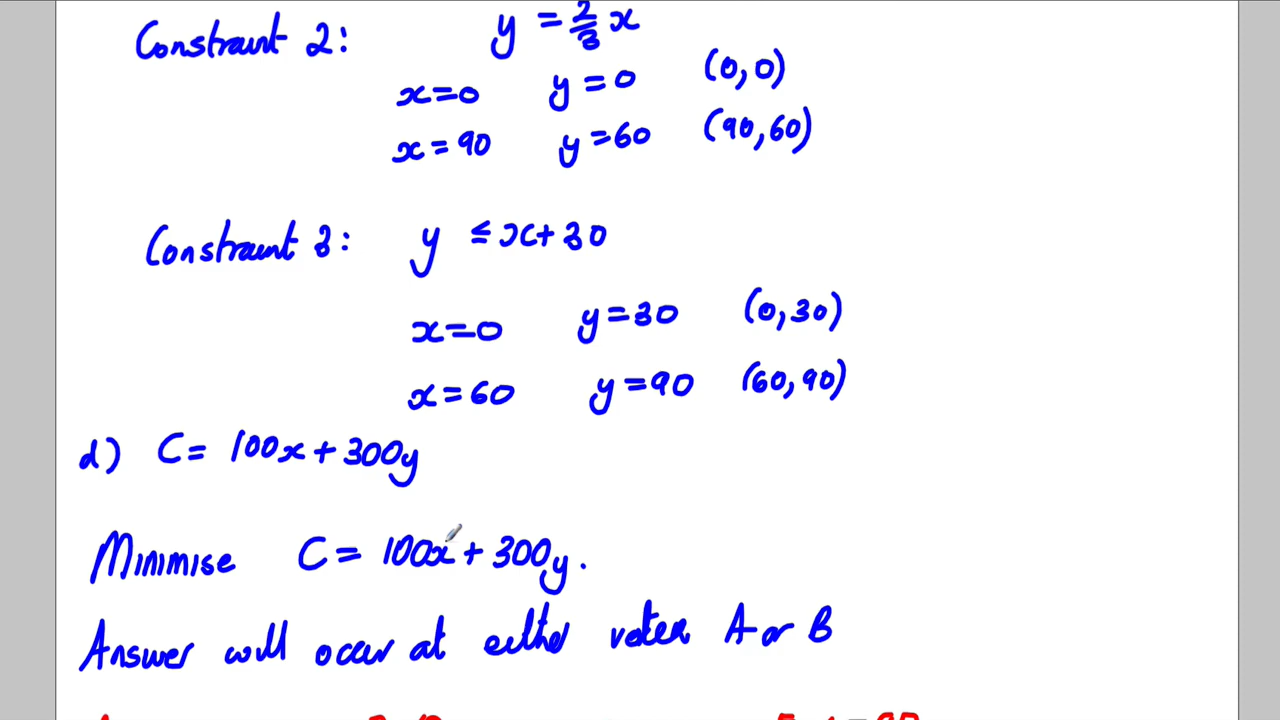 Constraint 2: y = 2/3 x
x=0 y=0 (0,0)
x=90 y=60 (90,60)
Constraint 3: y ≤ x+30
x=0 y=30 (0,30)
x=60 y=90 (60,90)
d) C= 100x+300y
Minimise C= 100x+300y.
Answer will occur at either vertex A or B